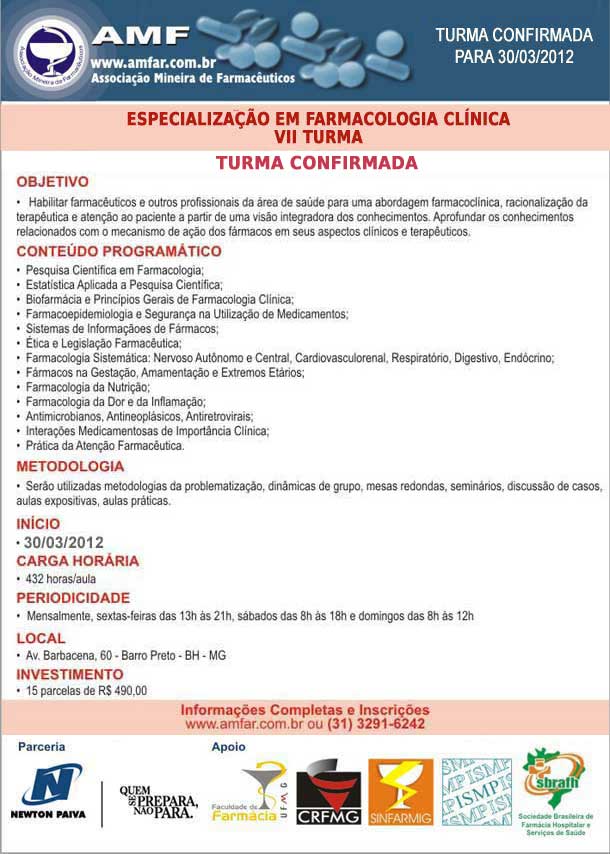 AMF
www.amfar.com.br
Associação Mineira de Farmacêuticos
Associação Mineira de Farmacêuticos
TURMA CONFIRMADA
PARA 30/03/2012
ESPECIALIZAÇÃO EM FARMACOLOGIA CLÍNICA
VII TURMA
TURMA CONFIRMADA
OBJETIVO
• Habilitar farmacêuticos e outros profissionais da área de saúde para uma abordagem farmacoclínica, racionalização da
terapêutica e atenção ao paciente a partir de uma visão integradora dos conhecimentos. Aprofundar os conhecimentos
relacionados com o mecanismo de ação dos fármacos em seus aspectos clínicos e terapêuticos.
CONTEÚDO PROGRAMÁTICO
• Pesquisa Científica em Farmacologia;
• Estatística Aplicada a Pesquisa Científica;
• Biofarmácia e Princípios Gerais de Farmacologia Clínica;
• Farmacoepidemiologia e Segurança na Utilização de Medicamentos;
• Sistemas de Informaçãoes de Fármacos;
• Ética e Legislação Farmacêutica;
• Farmacologia Sistemática: Nervoso Autônomo e Central, Cardiovasculorenal, Respiratório, Digestivo, Endócrino;
• Fármacos na Gestação, Amamentação e Extremos Etários;
• Farmacologia da Nutrição;
• Farmacologia da Dor e da Inflamação;
• Antimicrobianos, Antineoplásicos, Antiretrovirais;
• Interações Medicamentosas de Importância Clínica;
• Prática da Atenção Farmacêutica.
METODOLOGIA
• Serão utilizadas metodologias da problematização, dinâmicas de grupo, mesas redondas, seminários, discussão de casos,
aulas expositivas, aulas práticas.
INÍCIO
• 30/03/2012
CARGA HORÁRIA
• 432 horas/aula
PERIODICIDADE
• Mensalmente, sextas-feiras das 13h às 21h, sábados das 8h às 18h e domingos das 8h às 12h
LOCAL
• Av. Barbacena, 60 - Barro Preto - BH - MG
INVESTIMENTO
• 15 parcelas de R$ 490,00
Informações Completas e Inscrições
www.amfar.com.br ou (31) 3291-6242
Parceria
Apoio
NEWTON PAIVA
QUEM
SE PREPARA,
NÃO PARA.
Faculdade de
Farmácia
UFMG
CRFMG
SINFARMIG
ISMP
sbrafh
Sociedade Brasileira de
Farmácia Hospitalar e
Serviços de Saúde